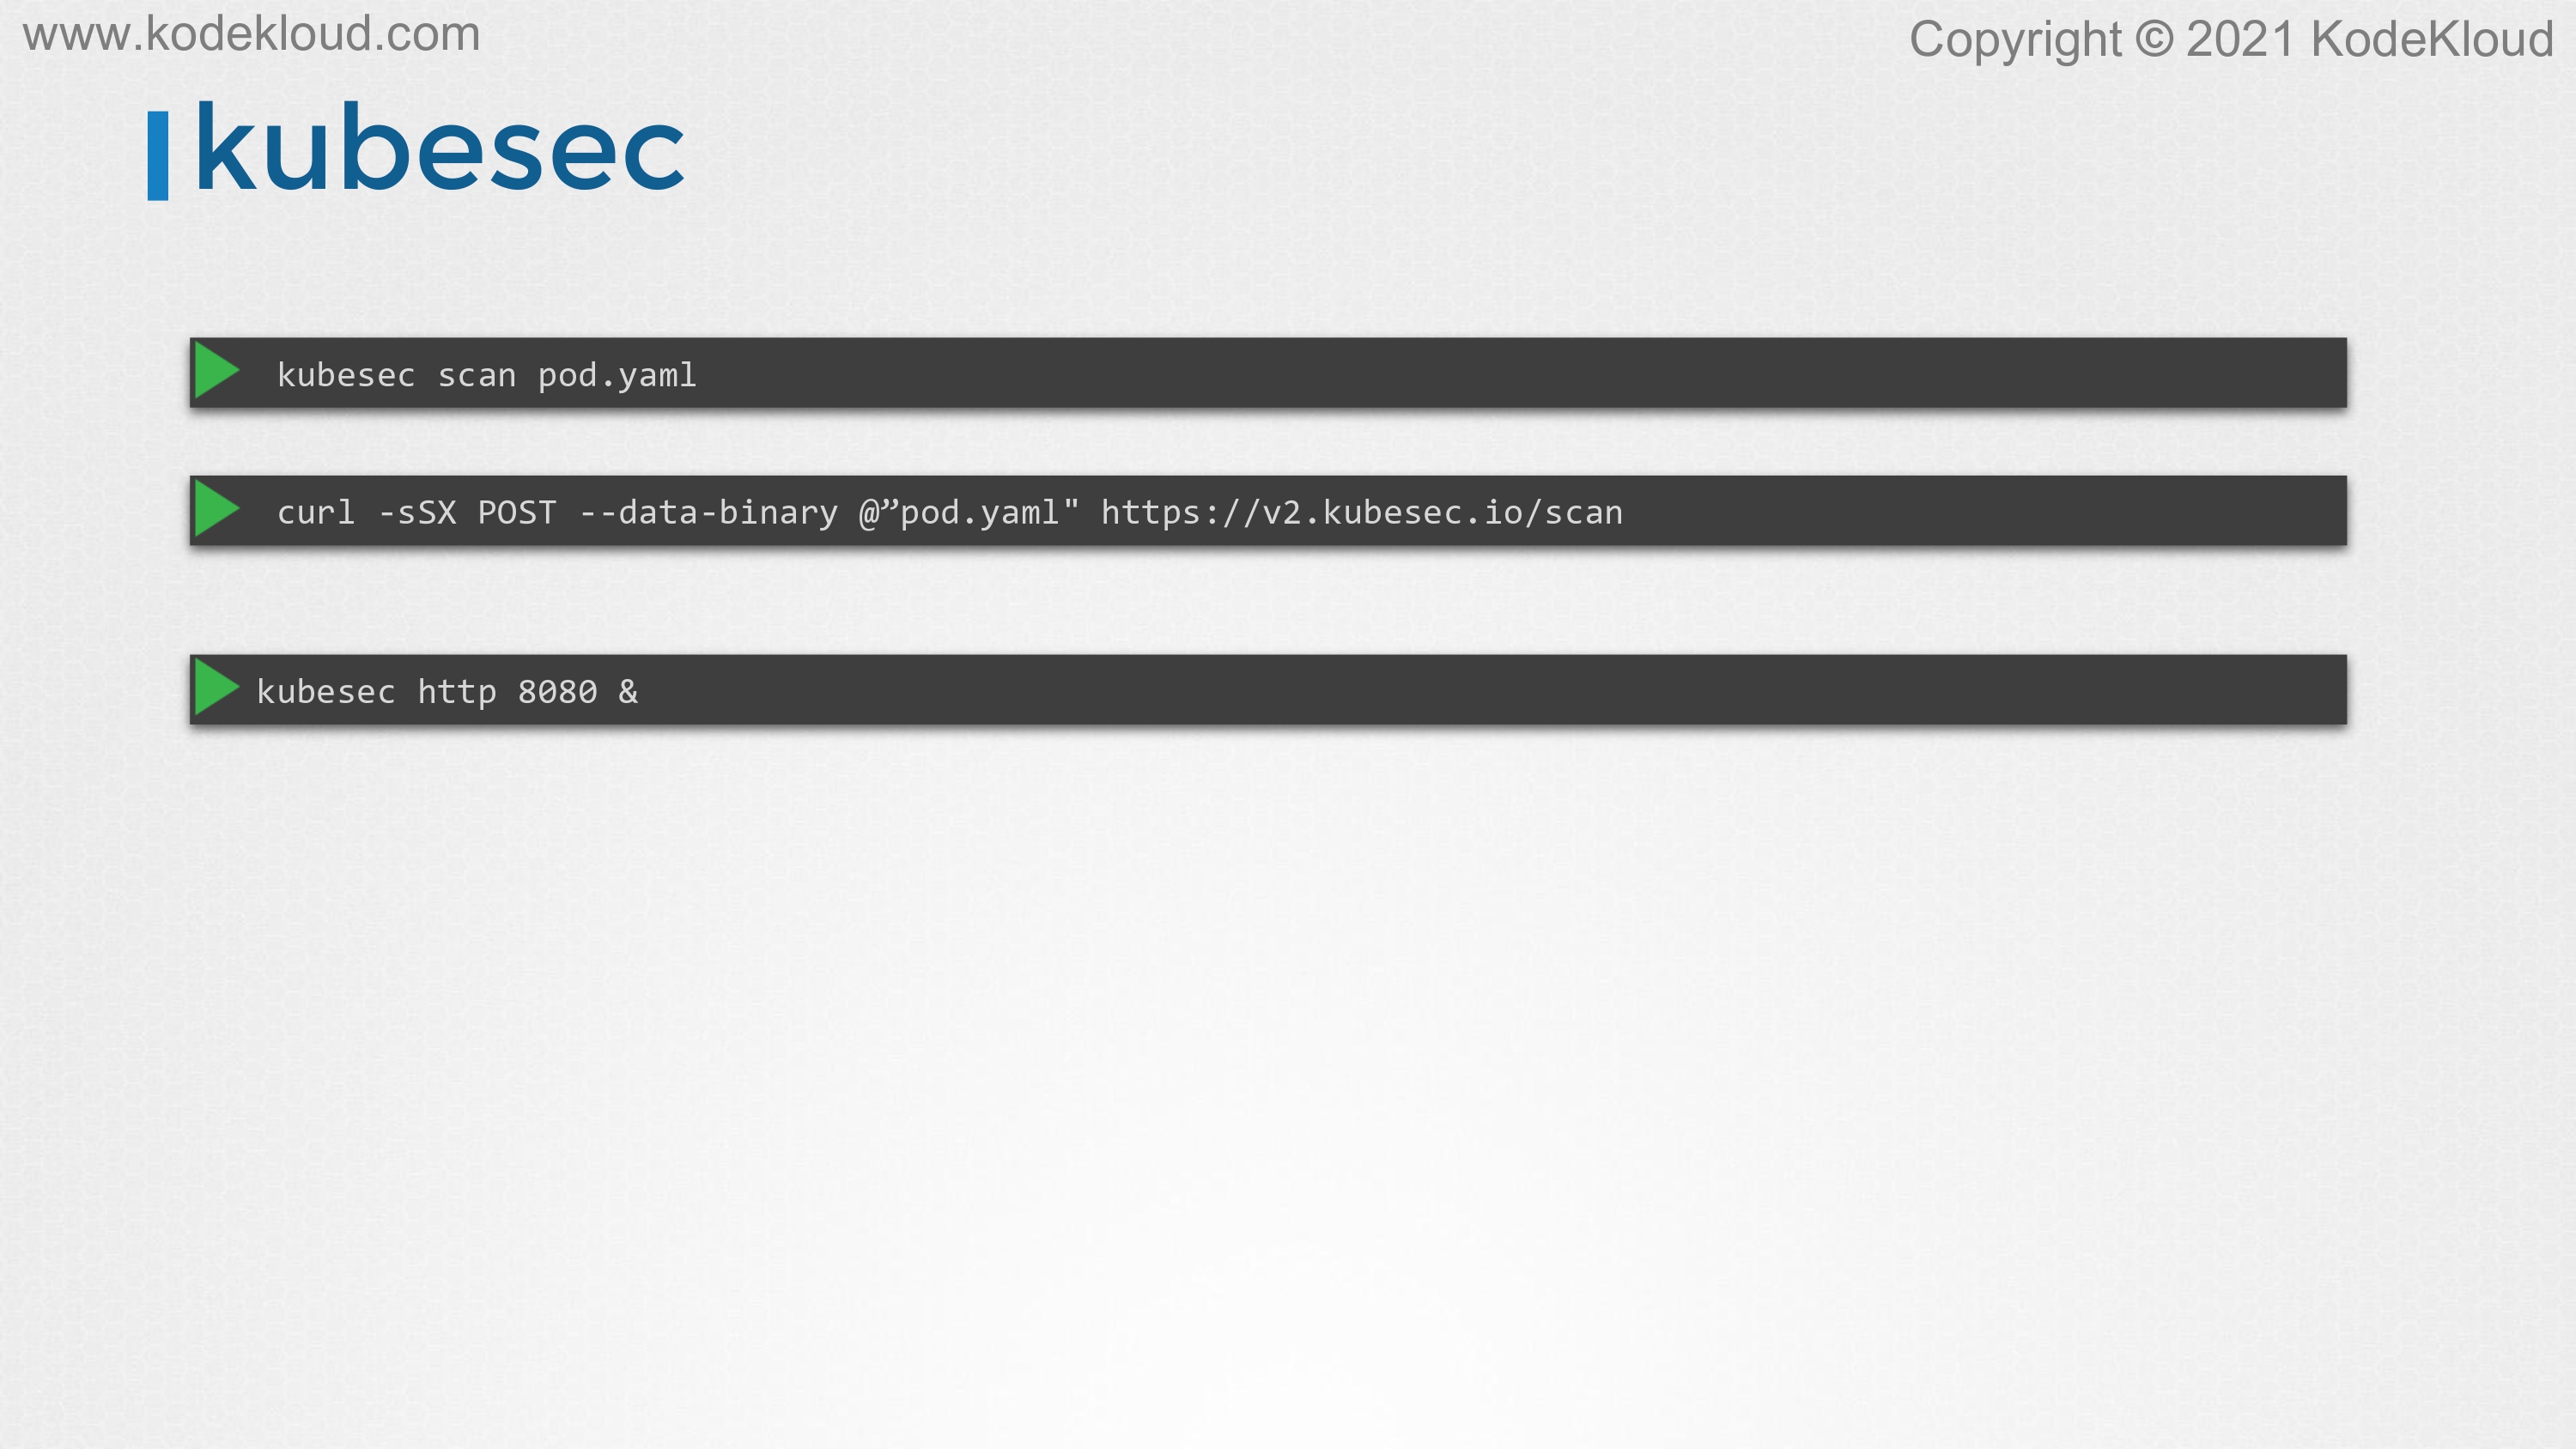 www.kodekloud.com
Copyright © 2021 KodeKloud
kubesec
kubesec scan pod.yaml
curl -sSX POST --data-binary @”pod.yaml" https://v2.kubesec.io/scan
kubesec http 8080 &